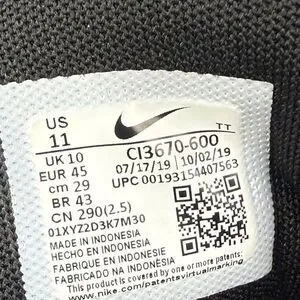 US
11
TT
UK 10
CI3670-600
EUR 45
07/17/19 10/02/19
cm 29
UPC 00193154407563
BR 43
CN 290(2.5)
01XYZ2D3K7M30
MADE IN INDONESIA
HECHO EN INDONESIA
FABRIQUE EN INDONESIE
FABRICADO NA INDONÉSIA
This product is covered by one or more patents:
www.nike.com/patentsvirtualmarking